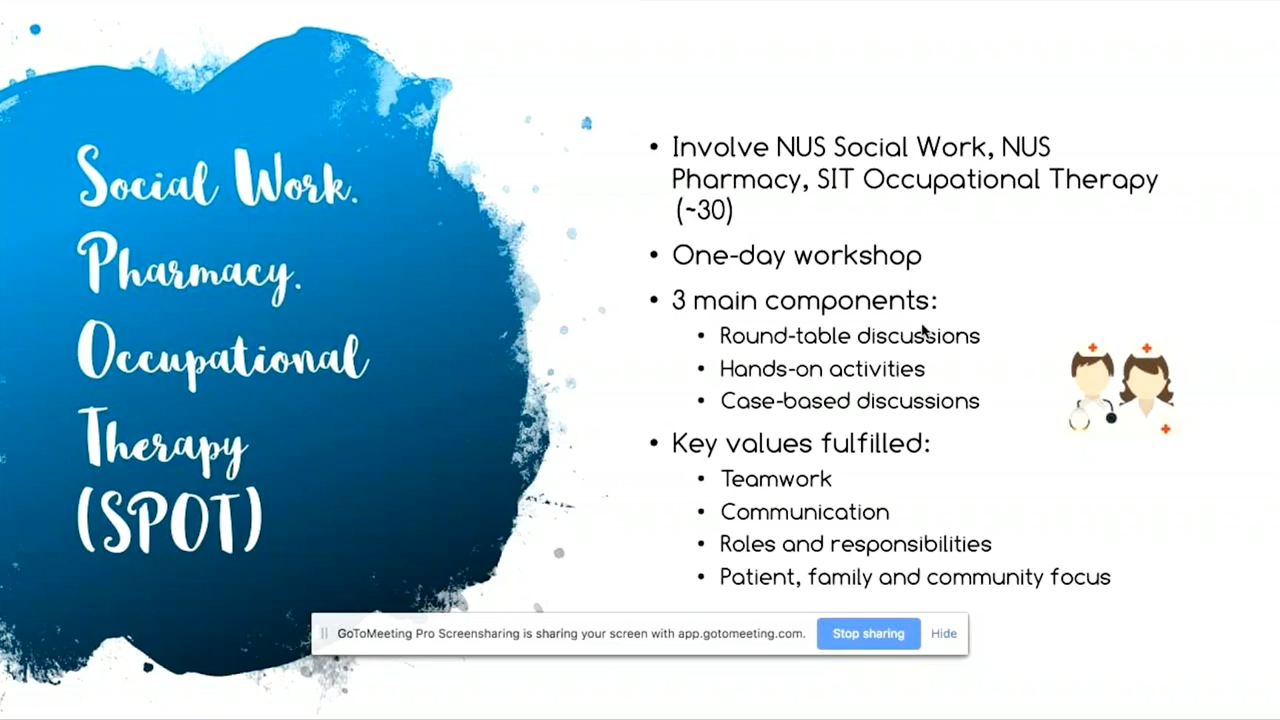 Social Work.
Pharmacy.
Occupational
Therapy
(SPOT)
• Involve NUS Social Work, NUS
Pharmacy, SIT Occupational Therapy
(~30)
• One-day workshop
• 3 main components:
• Round-table discussions
• Hands-on activities
• Case-based discussions
• Key values fulfilled:
• Teamwork
• Communication
• Roles and responsibilities
• Patient, family and community focus
GoToMeeting Pro Screensharing is sharing your screen with app.gotomeeting.com.
Stop sharing
Hide